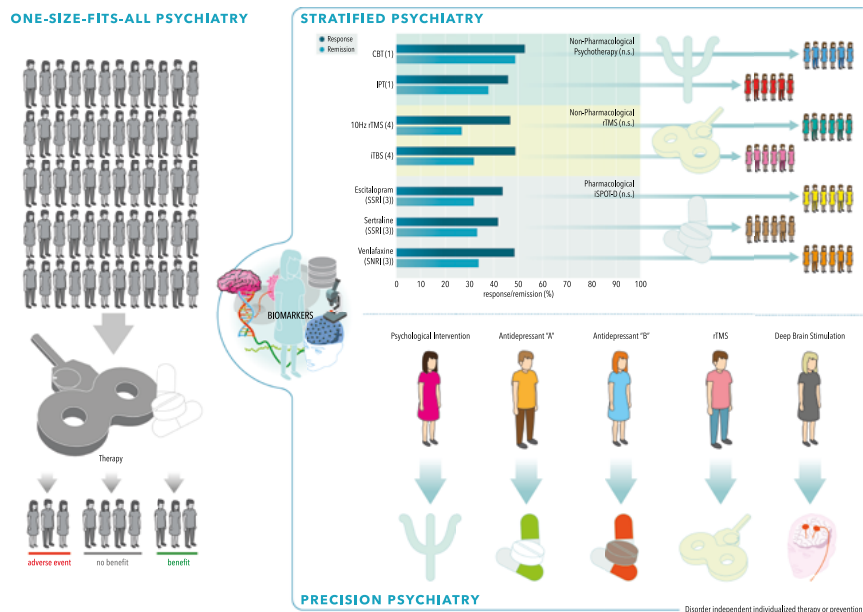 ONE-SIZE-FITS-ALL PSYCHIATRY
Therapy
adverse event
no benefit
benefit
BIOMARKERS
STRATIFIED PSYCHIATRY
Response
Remission
CBT (1)
IPT(1)
10Hz rTMS (4)
iTBS (4)
Escitalopram
(SSRI (3))
Sertraline
(SSRI (3))
Venlafaxine
(SNRI (3))
Non-Pharmacological
Psychotherapy (n.s.)
Non-Pharmacological
rTMS (n.s.)
Pharmacological
iSPOT-D (n.s.)
0 10 20 30 40 50 60 70 80 90 100
response/remission (%)
Psychological Intervention
Antidepressant "A"
Antidepressant "B"
rTMS
Deep Brain Stimulation
PRECISION PSYCHIATRY
Disorder independent individualized therapy or prevention